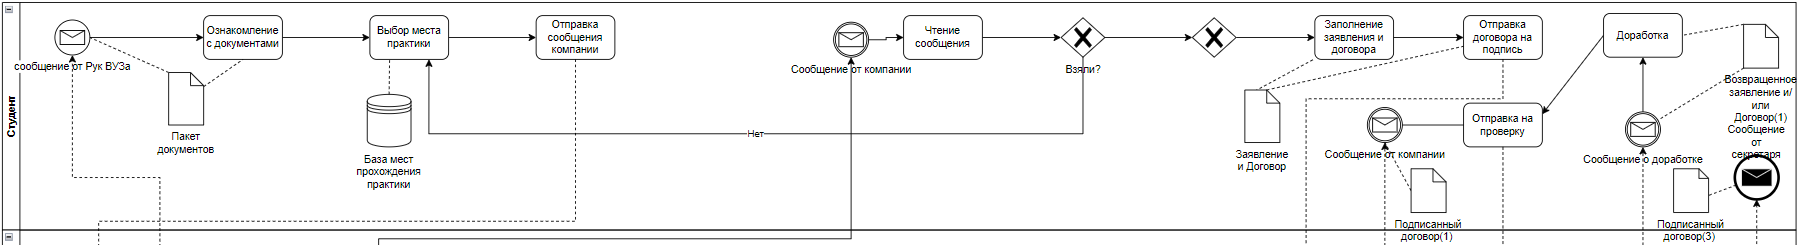 Студент
сообщение от Рук ВУЗа
Ознакомление
с документами
Пакет
документов
Выбор места
практики
База мест
прохождения
практики
Отправка
сообщения
компании
Сообщение от компании
Чтение
сообщения
Взяли?
Нет
Заполнение
заявления и
договора
Заявление
и Договор
Отправка
договора на
подпись
Сообщение от компании
Подписанный
договор(1)
Отправка на
проверку
Доработка
Сообщение о доработке
Возвращенное
заявление и/
или
Договор(1)
Сообщение
от
секретаря
Подписанный
договор(3)